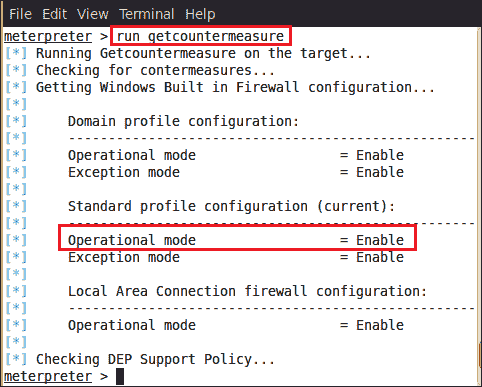 File Edit View Terminal Help
meterpreter > run getcountermeasure
[*] Running Getcountermeasure on the target...
[*] Checking for contermeasures...
[*] Getting Windows Built in Firewall configuration...
[*]
[*] Domain profile configuration:
[*] -------------------------------------------------
[*] Operational mode = Enable
[*] Exception mode = Enable
[*]
[*] Standard profile configuration (current):
[*] -------------------------------------------------
[*] Operational mode = Enable
[*] Exception mode = Enable
[*]
[*] Local Area Connection firewall configuration:
[*] -------------------------------------------------
[*] Operational mode = Enable
[*]
[*] Checking DEP Support Policy...
meterpreter >